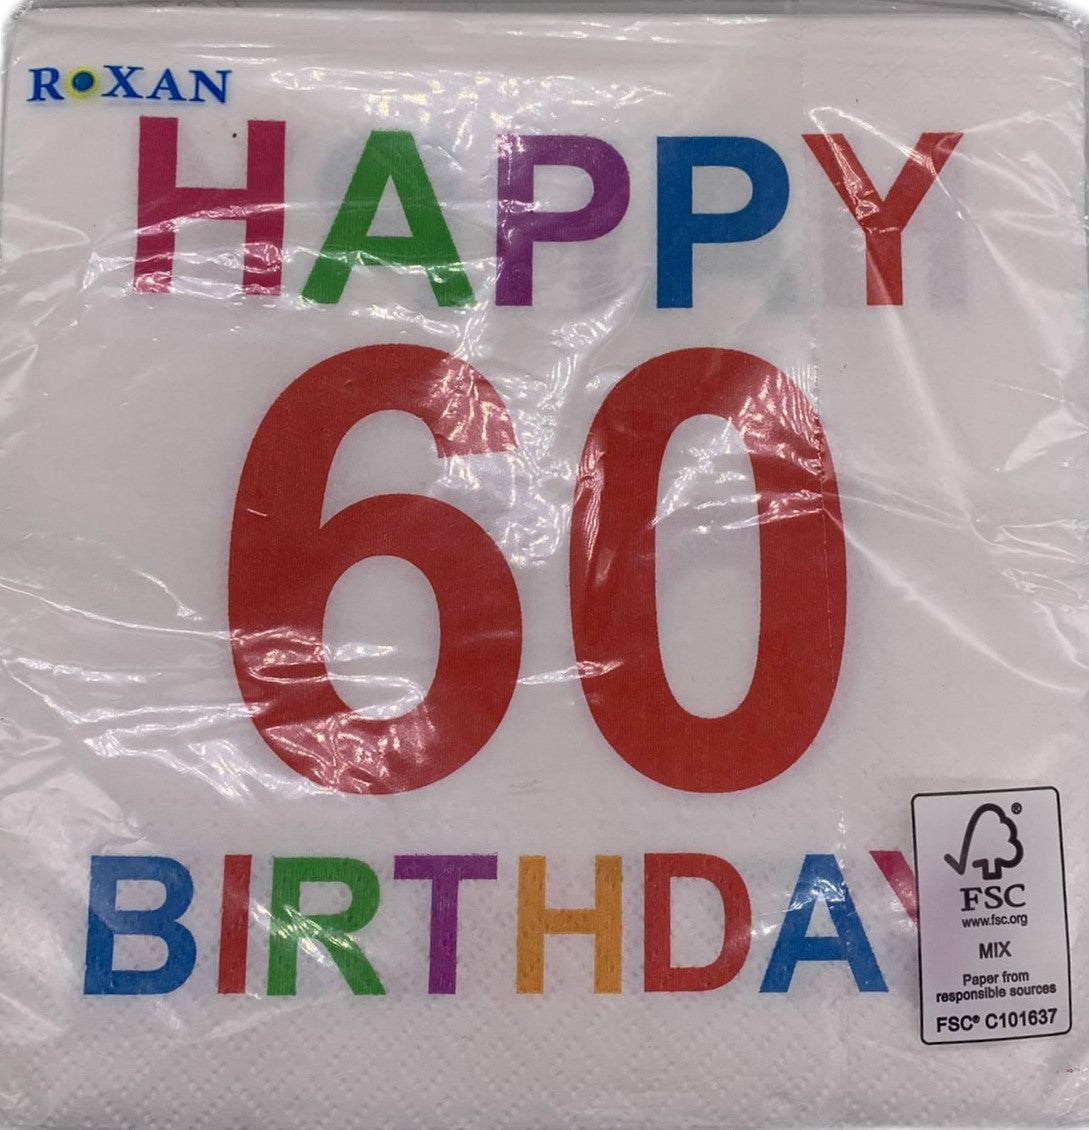 ROXAN
HAPPY
60
BIRTHDAY
FSC
www.fsc.org
MIX
Paper from
responsible sources
FSC® C101637